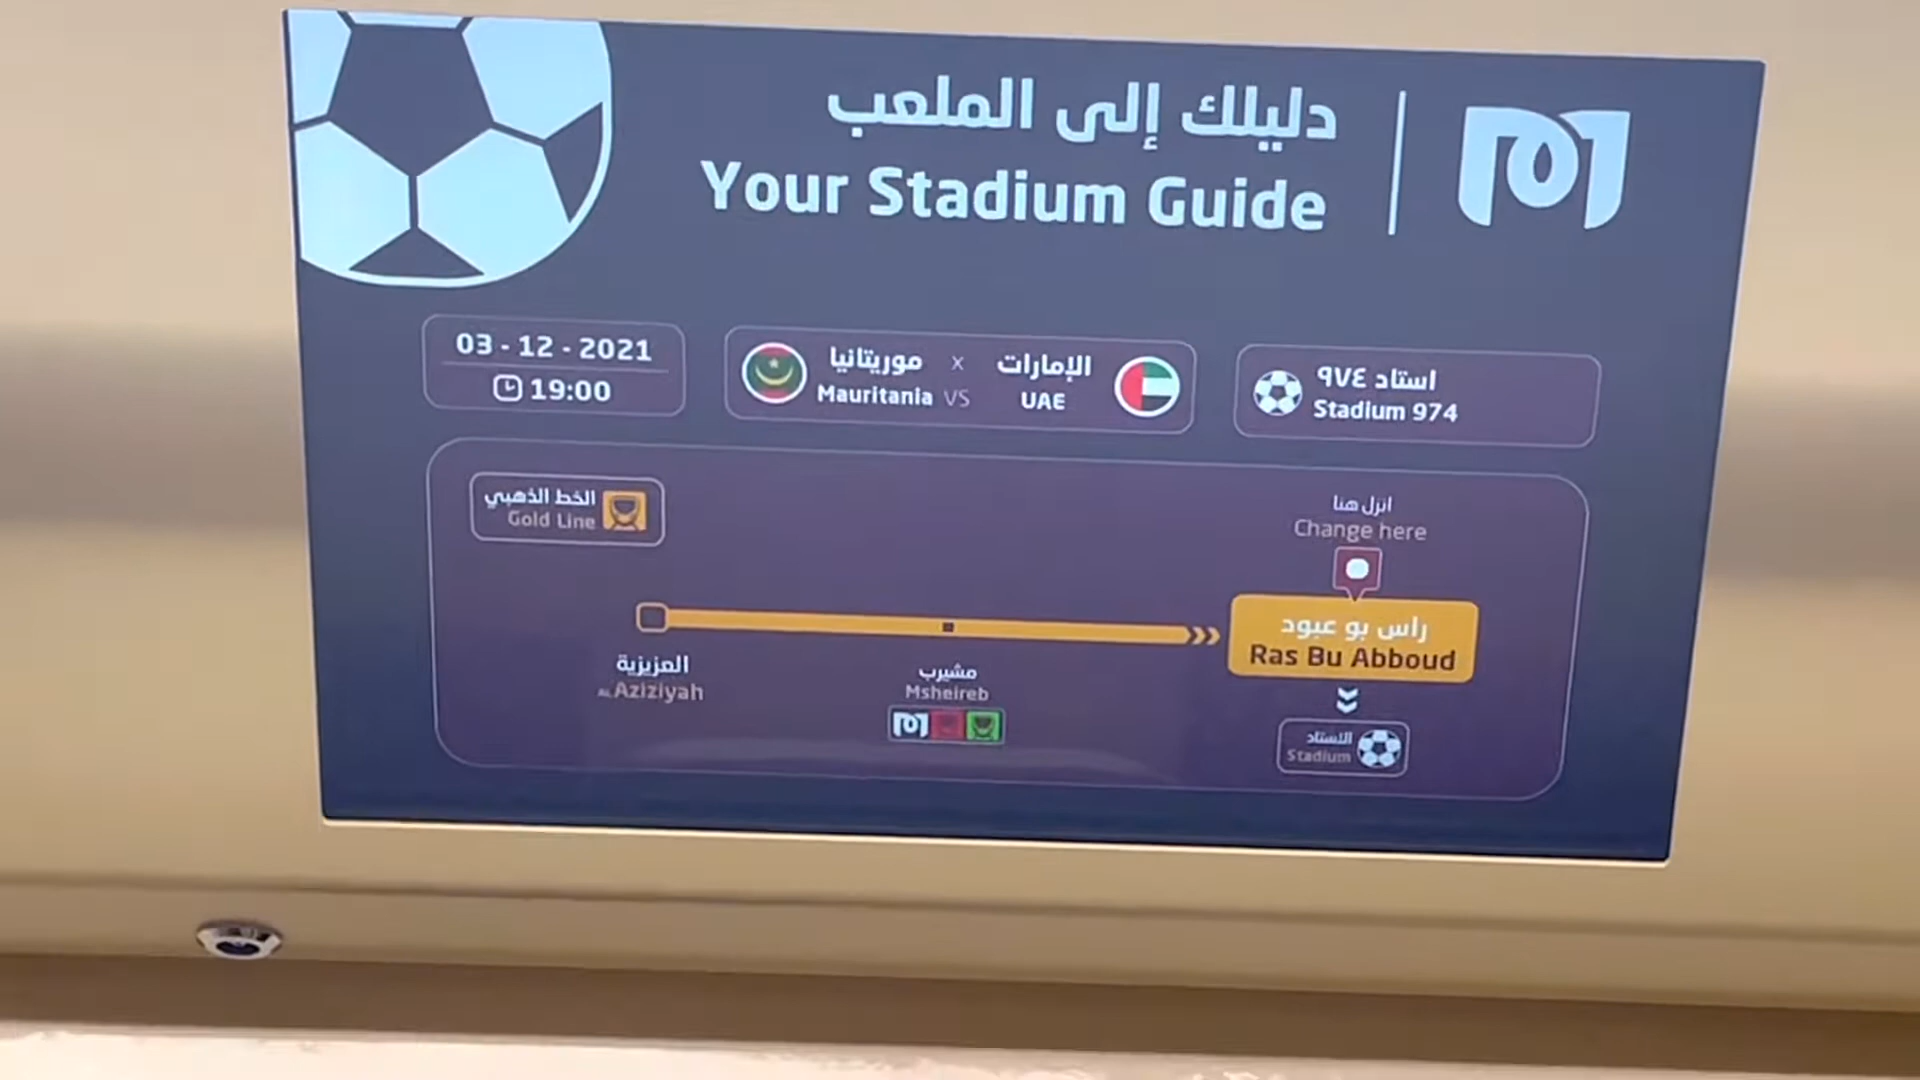 دليلك إلى الملعب
Your Stadium Guide
03 - 12 - 2021
19:00
موريتانيا x الإمارات
Mauritania VS UAE
استاد ٩٧٤
Stadium 974
الخط الذهبي
Gold Line
انزل هنا
Change here
راس بو عبود
Ras Bu Abboud
العزيزية
AL Aziziyah
مشيرب
Msheireb
الاستاد
Stadium